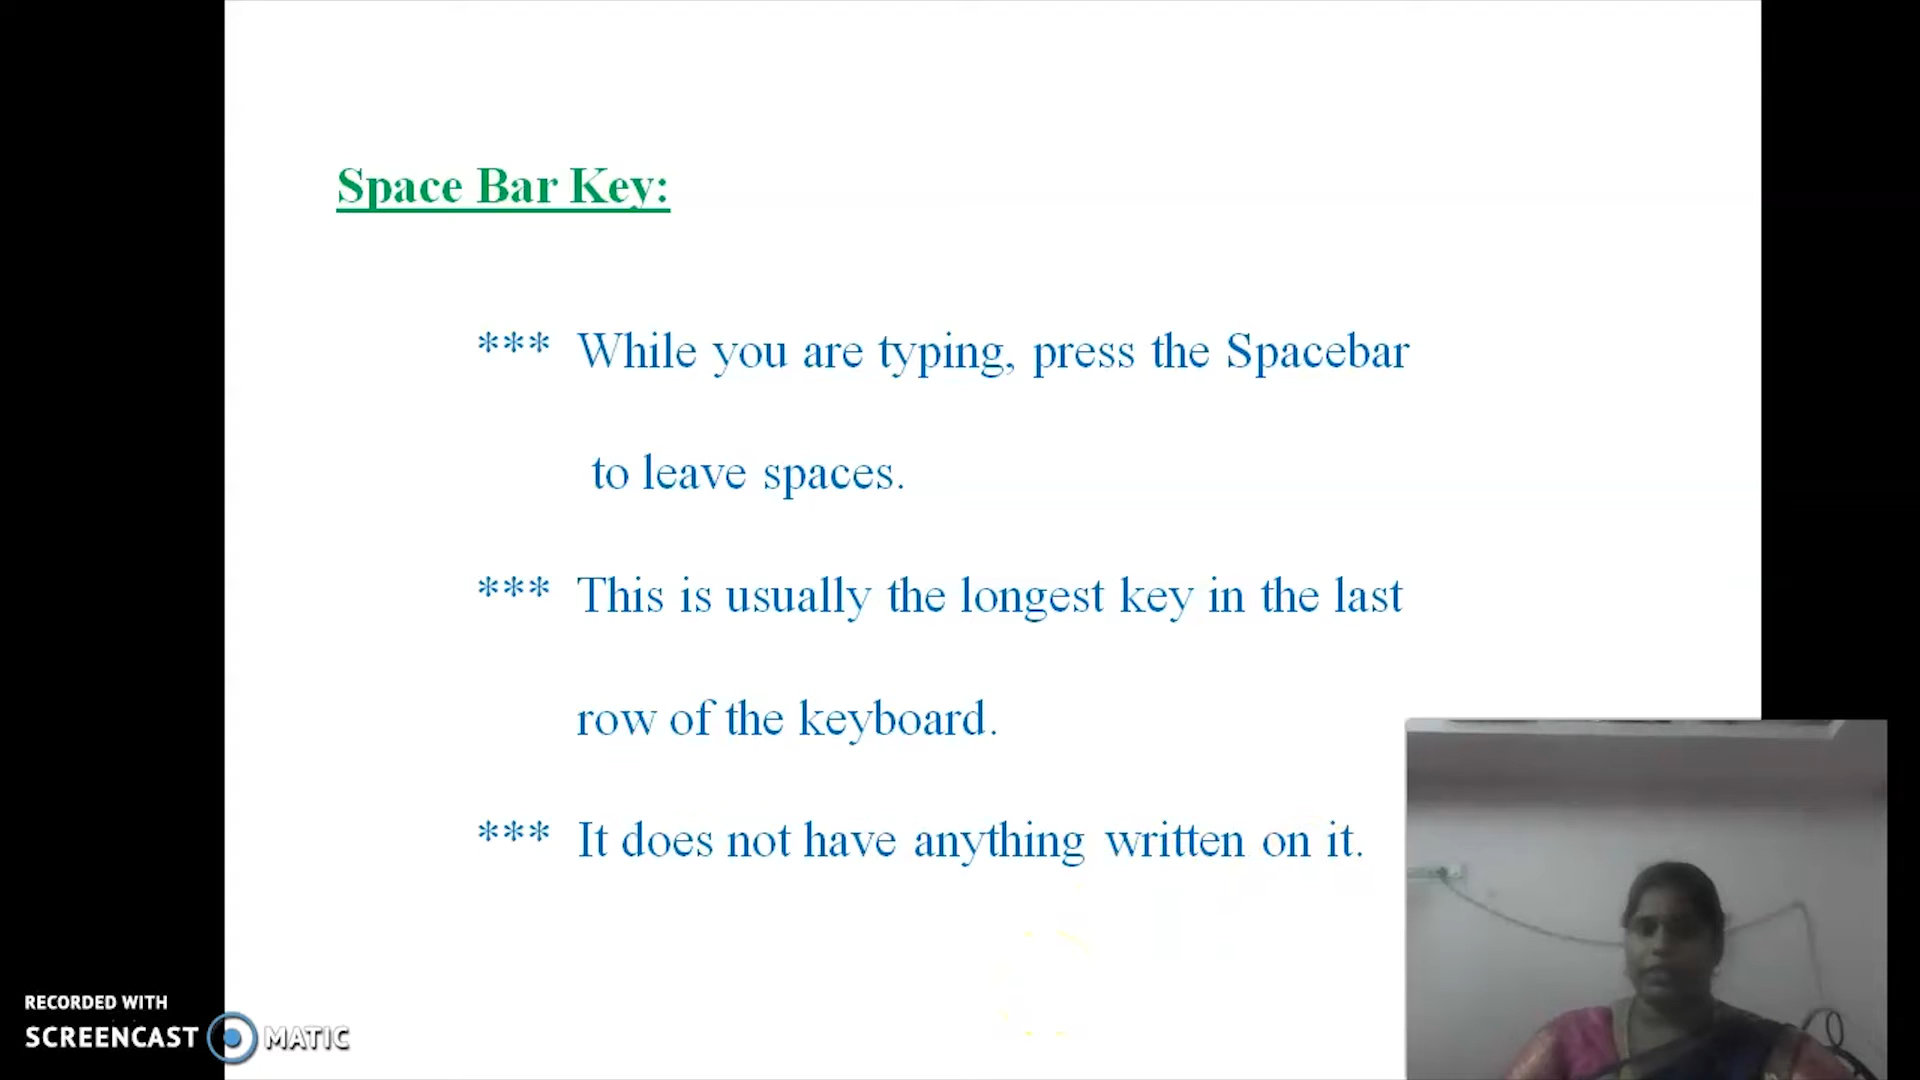 Space Bar Key:
*** While you are typing, press the Spacebar
to leave spaces.
*** This is usually the longest key in the last
row of the keyboard.
*** It does not have anything written on it.
RECORDED WITH
SCREENCAST MATIC